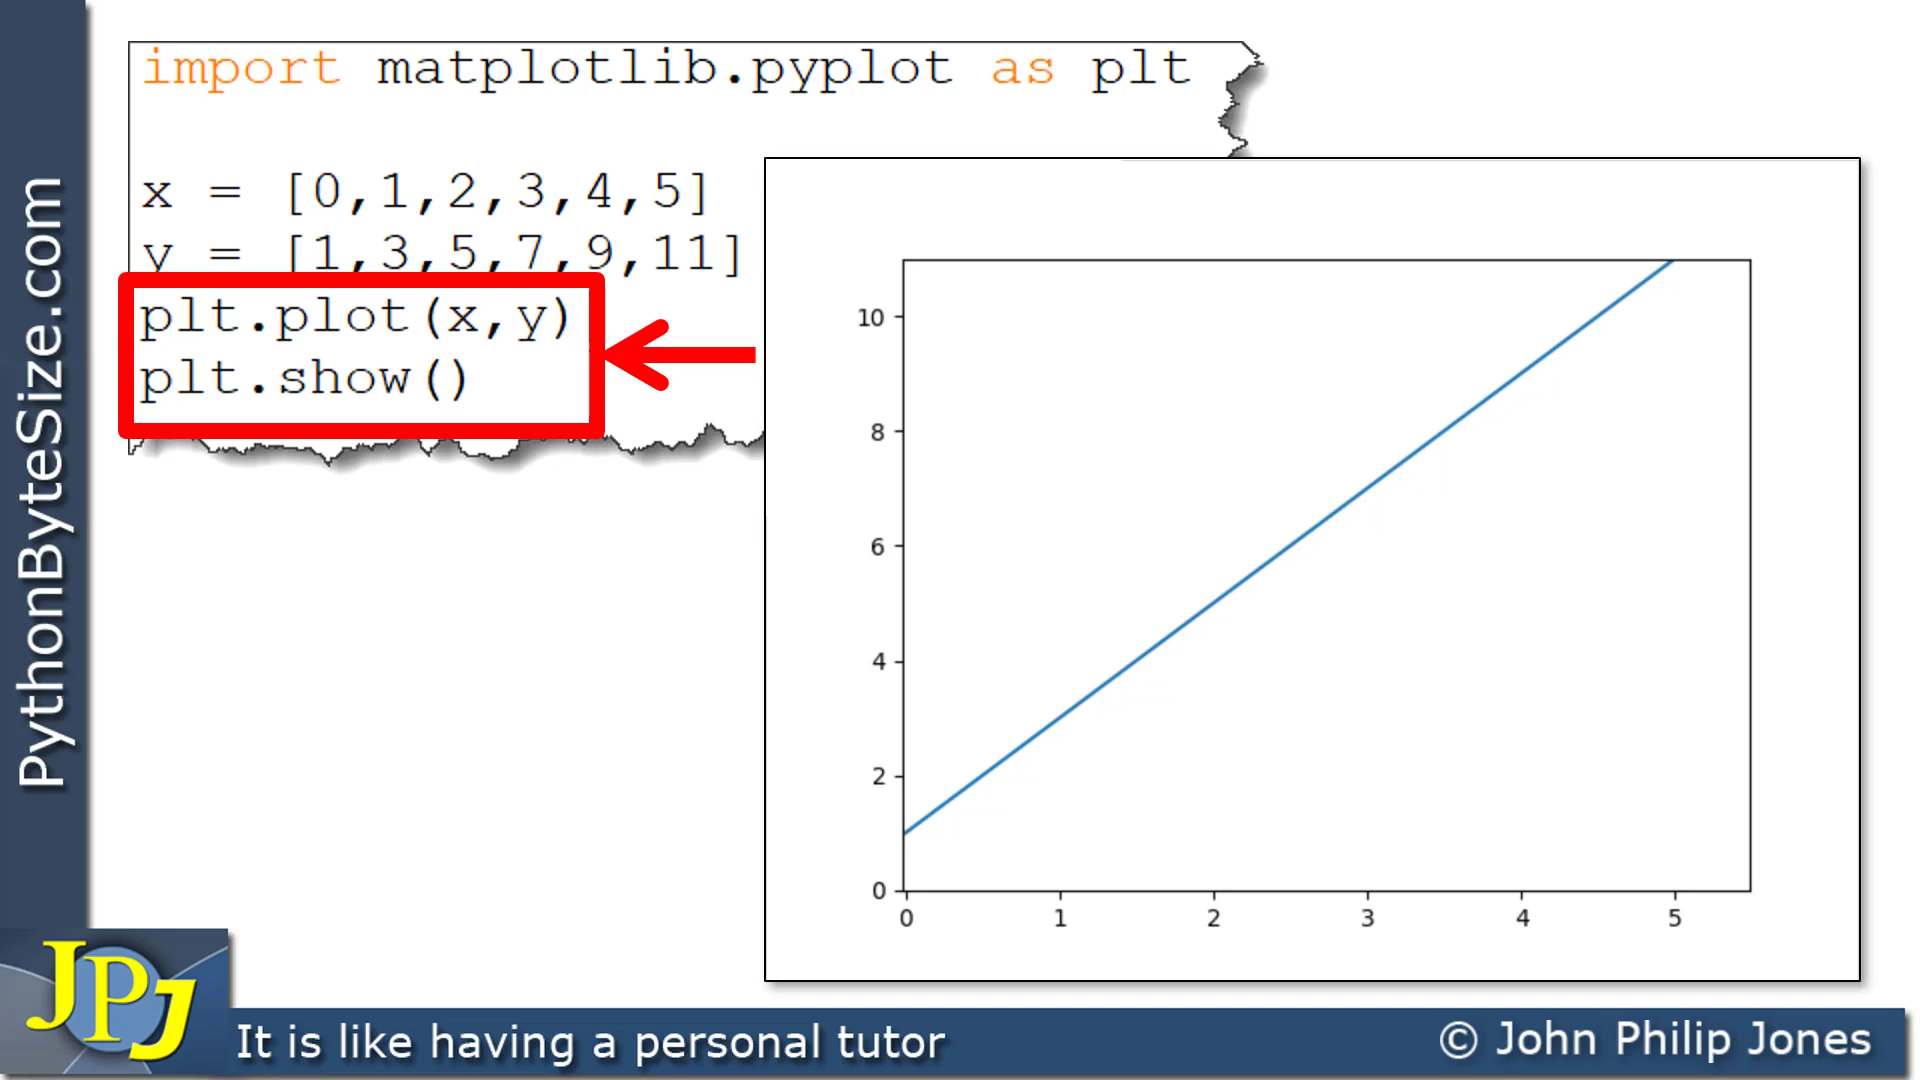 PythonByteSize.com
import matplotlib.pyplot as plt
x = [0,1,2,3,4,5]
y = [1,3,5,7,9,11]
plt.plot(x,y)
plt.show()
10
8
6
4
2
0
0 1 2 3 4 5
JPJ
It is like having a personal tutor
© John Philip Jones